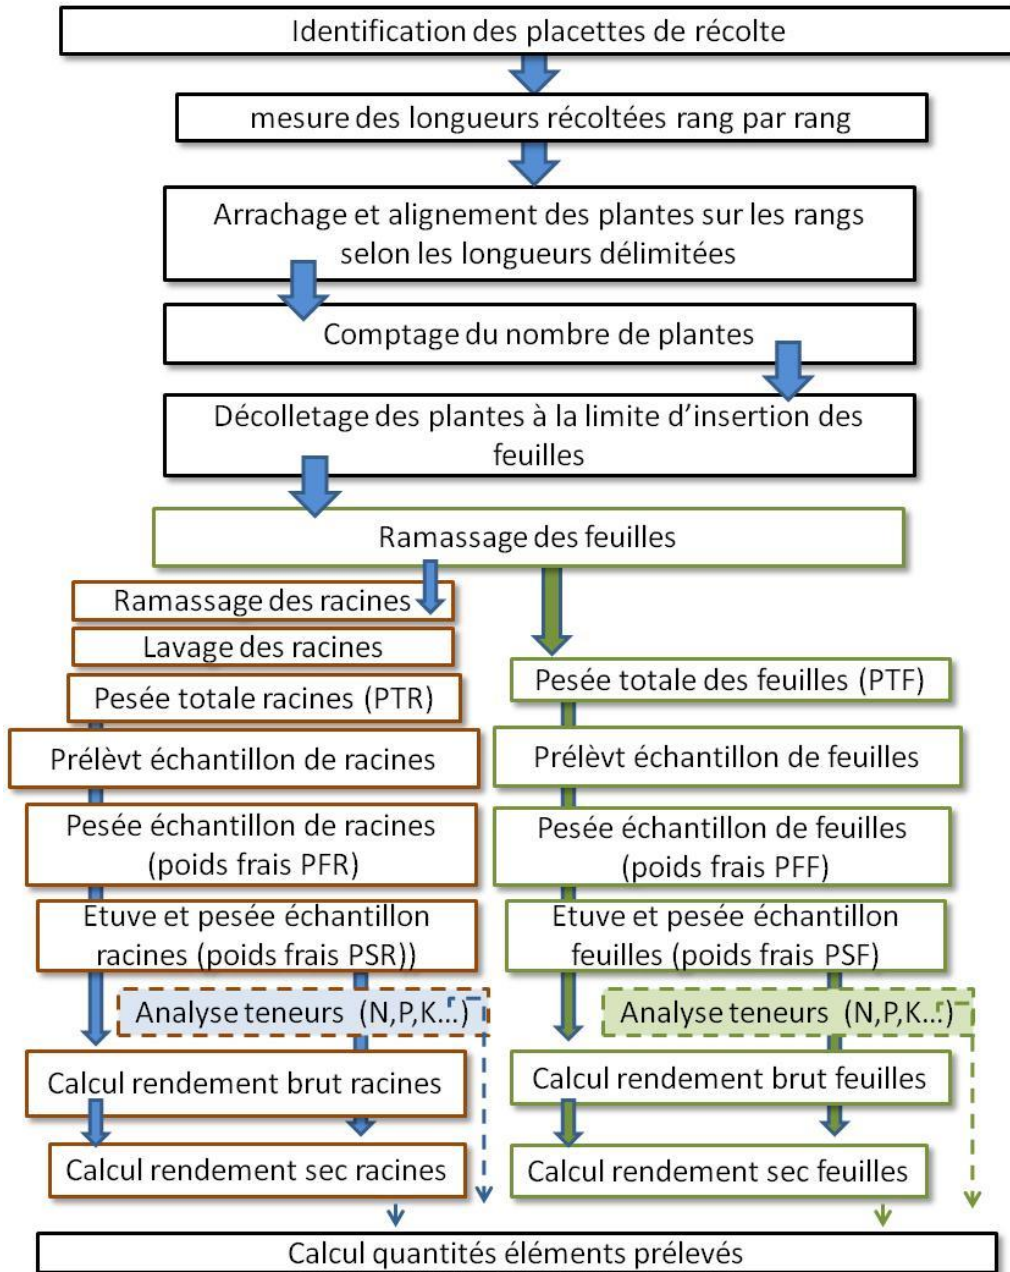 Identification des placettes de récolte
mesure des longueurs récoltées rang par rang
Arrachage et alignement des plantes sur les rangs
selon les longueurs délimitées
Comptage du nombre de plantes
Décolletage des plantes à la limite d'insertion des
feuilles
Ramassage des feuilles
Ramassage des racines
Lavage des racines
Pesée totale racines (PTR)
Prélèvt échantillon de racines
Pesée échantillon de racines
(poids frais PFR)
Etuve et pesée échantillon
racines (poids frais PSR))
Analyse teneurs (N,P,K...)
Calcul rendement brut racines
Calcul rendement sec racines
Pesée totale des feuilles (PTF)
Prélèvt échantillon de feuilles
Pesée échantillon de feuilles
(poids frais PFF)
Etuve et pesée échantillon
feuilles (poids frais PSF)
Analyse teneurs (N,P,K...)
Calcul rendement brut feuilles
Calcul rendement sec feuilles
Calcul quantités éléments prélevés